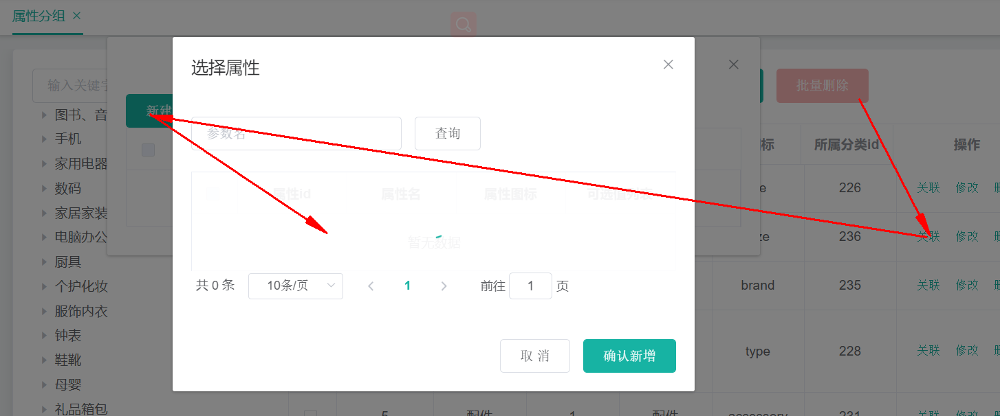 属性分组 ×
输入关键字
批量删除
图书、音
手机
家用电器
数码
家居家装
电脑办公
厨具
个护化妆
服饰内衣
钟表
鞋靴
母婴
礼品箱包
新建
选择属性
参数名
查询
属性id 属性名 属性图标 可选值列表
暂无数据
共 0 条 10条/页 1 前往 1 页
取 消 确认新增
标 所属分类id 操作
e 226 关联 修改
ze 236 关联 修改
brand 235 关联 修改
type 228 关联 修改
5 配件 1 配件 accessory 231 关联 修改